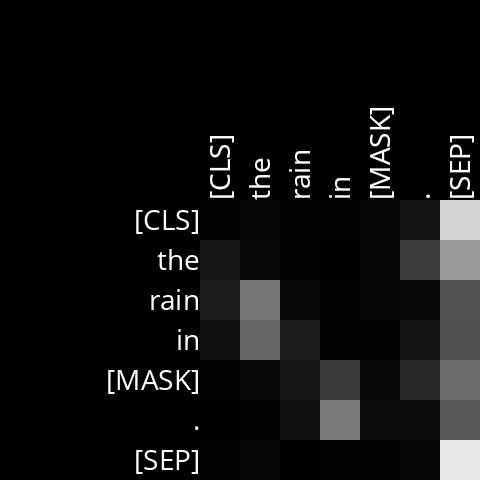 [CLS] the rain in [MASK] . [SEP]
[CLS]
the
rain
in
[MASK]
.
[SEP]